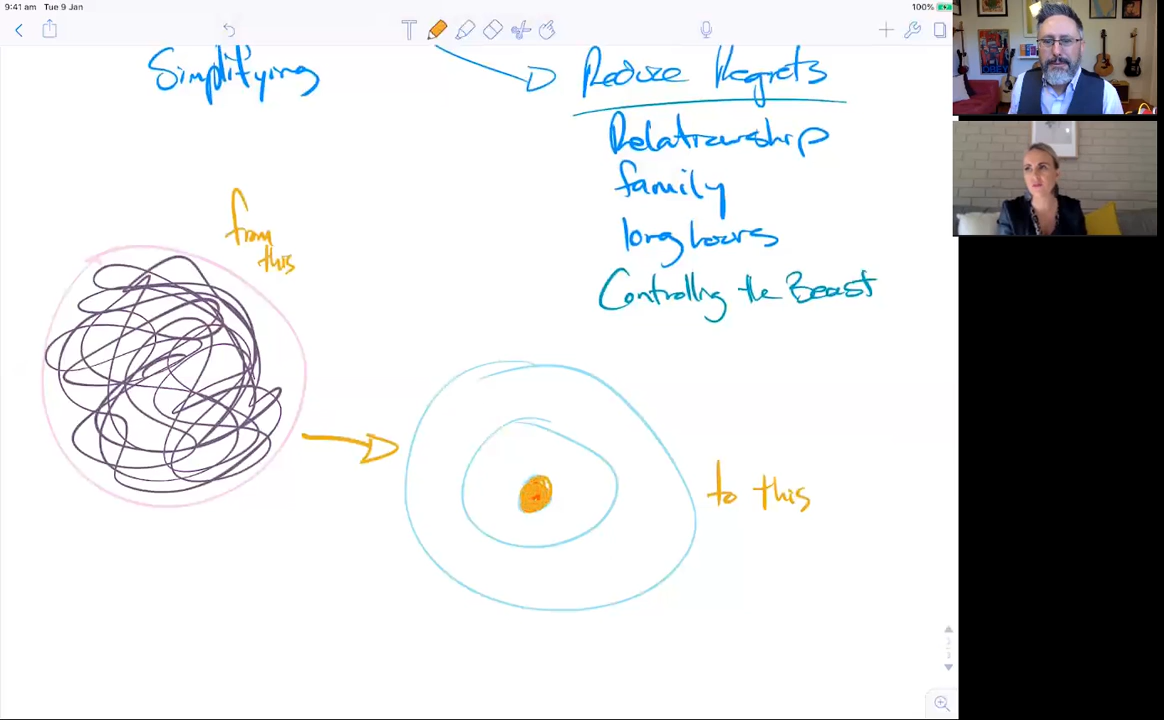 9:41 am Tue 9 Jan
100%
T
Simplifying
Reduce Regrets
Relationship
family
long hours
Controlling the Beast
from
this
to this